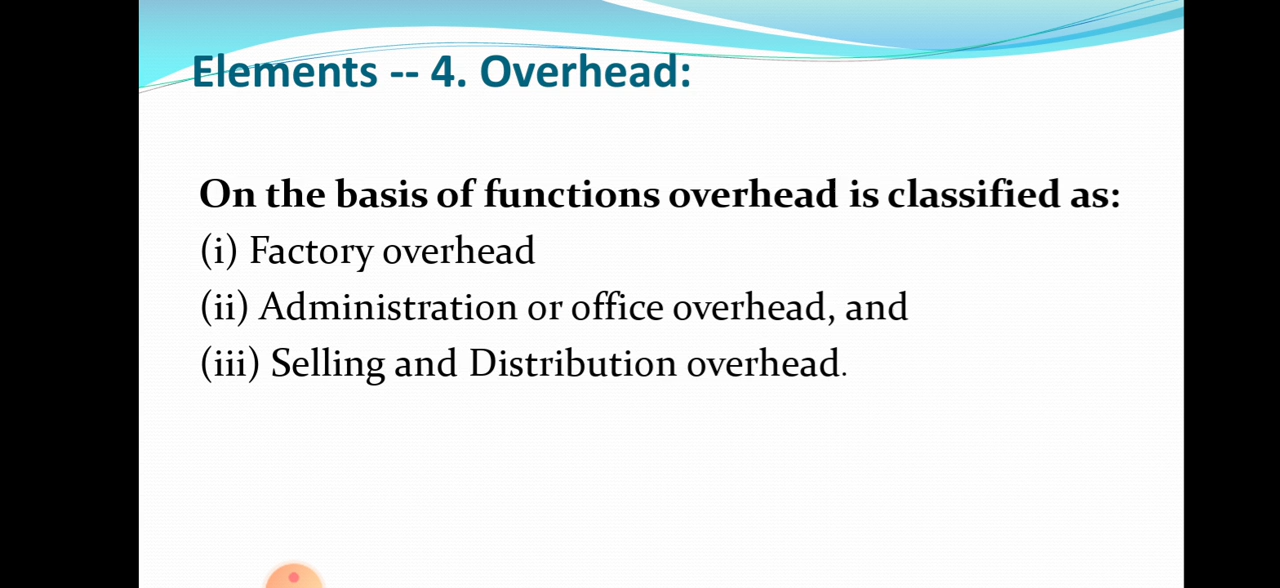 Elements -- 4. Overhead:
On the basis of functions overhead is classified as:
(i) Factory overhead
(ii) Administration or office overhead, and
(iii) Selling and Distribution overhead.